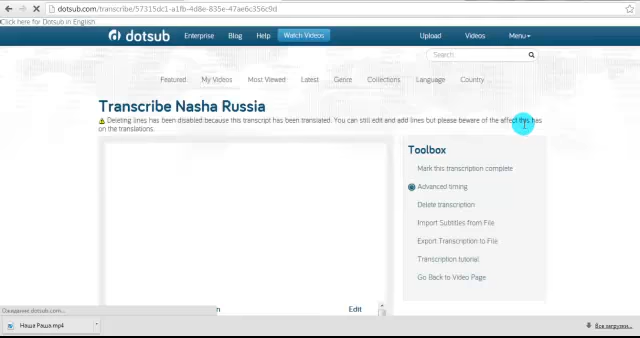 dotsub.com/transcribe/57315dc1-a1fb-4d8e-835e-47ae6c356c9d
Click here for Dotsub in English
dotsub Enterprise Blog Help Watch Videos Upload Videos Menu
Search
Featured My Videos Most Viewed Latest Genre Collections Language Country
Transcribe Nasha Russia
Deleting lines has been disabled because this transcript has been translated. You can still edit and add lines but please beware of the affect this has
on the translations.
Toolbox
Mark this transcription complete
Advanced timing
Delete transcription
Import Subtitles from File
Export Transcription to File
Transcription tutorial
Go Back to Video Page
n Edit
Ожидание dotsub.com...
Наша Раша.mp4
Все загрузки...